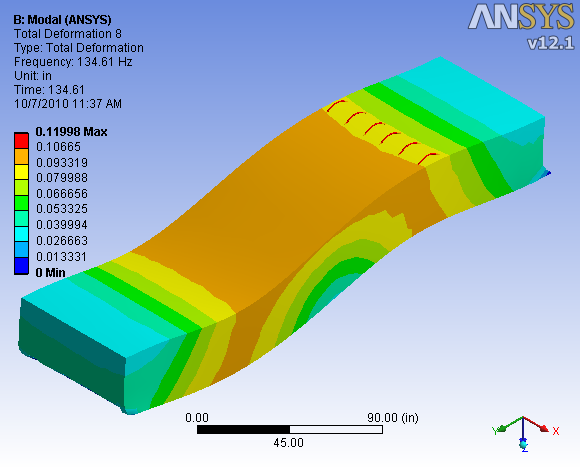 B: Modal (ANSYS)
Total Deformation 8
Type: Total Deformation
Frequency: 134.61 Hz
Unit: in
Time: 134.61
10/7/2010 11:37 AM
ANSYS
v12.1
0.11998 Max
0.10665
0.093319
0.079988
0.066656
0.053325
0.039994
0.026663
0.013331
0 Min
0.00
90.00 (in)
45.00
Y
X
Z